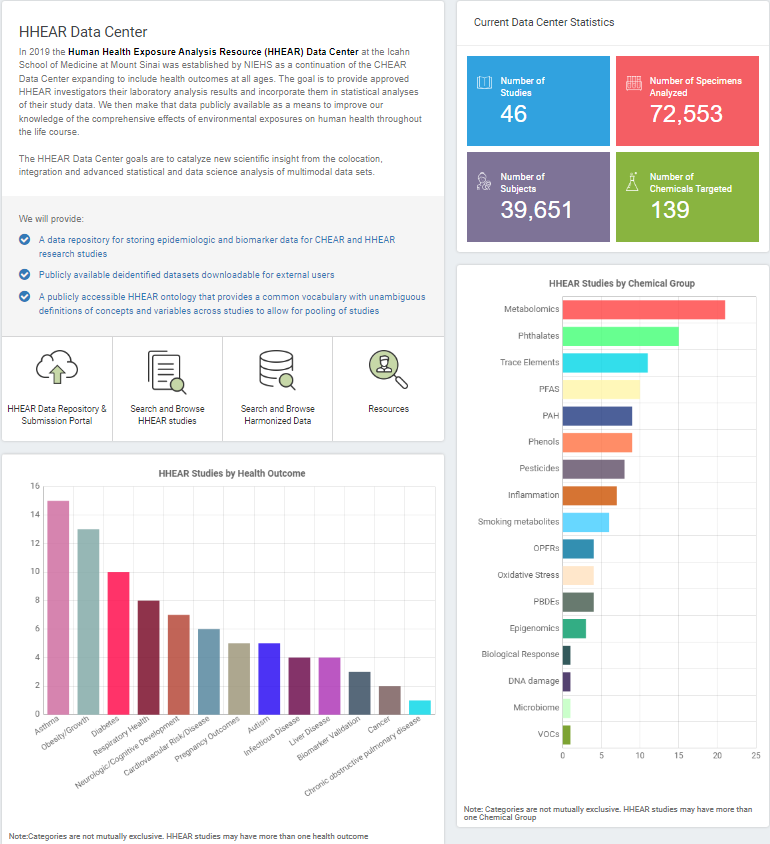 HHEAR Data Center
In 2019 the Human Health Exposure Analysis Resource (HHEAR) Data Center at the Icahn
School of Medicine at Mount Sinai was established by NIEHS as a continuation of the CHEAR
Data Center expanding to include health outcomes at all ages. The goal is to provide approved
HHEAR investigators their laboratory analysis results and incorporate them in statistical analyses
of their study data. We then make that data publicly available as a means to improve our
knowledge of the comprehensive effects of environmental exposures on human health throughout
the life course.
The HHEAR Data Center goals are to catalyze new scientific insight from the colocation,
integration and advanced statistical and data science analysis of multimodal data sets.
We will provide:
A data repository for storing epidemiologic and biomarker data for CHEAR and HHEAR
research studies
Publicly available deidentified datasets downloadable for external users
A publicly accessible HHEAR ontology that provides a common vocabulary with unambiguous
definitions of concepts and variables across studies to allow for pooling of studies
HHEAR Data Repository &
Submission Portal
Search and Browse
HHEAR studies
Search and Browse
Harmonized Data
Resources
HHEAR Studies by Health Outcome
16
14
12
10
8
6
4
2
0
Asthma
Obesity/Growth
Diabetes
Respiratory Health
Neurologic/Cognitive Development
Cardiovascular Risk/Disease
Pregnancy Outcomes
Autism
Infectious Disease
Liver Disease
Biomarker Validation
Cancer
Chronic obstructive pulmonary disease
Note:Categories are not mutually exclusive. HHEAR studies may have more than one health outcome
Current Data Center Statistics
Number of
Studies
46
Number of Specimens
Analyzed
72,553
Number of
Subjects
39,651
Number of
Chemicals Targeted
139
HHEAR Studies by Chemical Group
Metabolomics
Phthalates
Trace Elements
PFAS
PAH
Phenols
Pesticides
Inflammation
Smoking metabolites
OPFRs
Oxidative Stress
PBDEs
Epigenomics
Biological Response
DNA damage
Microbiome
VOCs
0 5 10 15 20 25
Note: Categories are not mutually exclusive. HHEAR studies may have more than
one Chemical Group